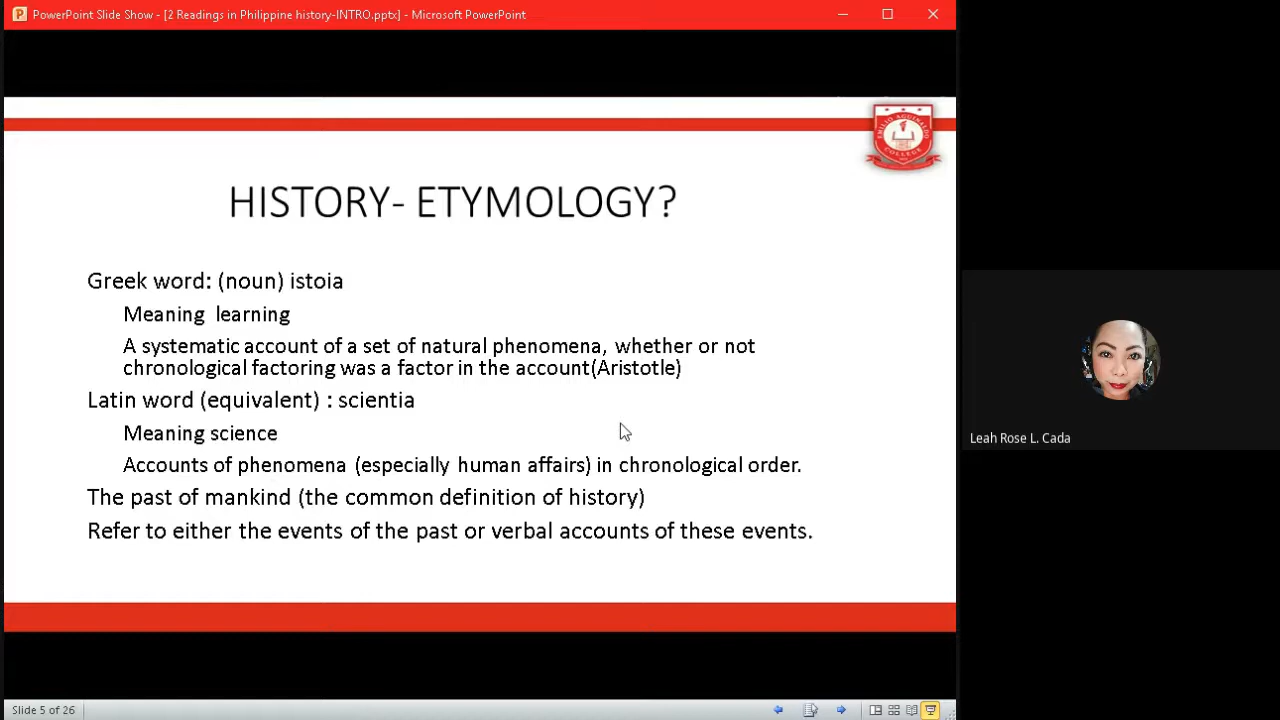 PowerPoint Slide Show - [2 Readings in Philippine history-INTRO.pptx] - Microsoft PowerPoint
EMILIO AGUINALDO
COLLEGE
HISTORY- ETYMOLOGY?
Greek word: (noun) istoia
Meaning learning
A systematic account of a set of natural phenomena, whether or not
chronological factoring was a factor in the account(Aristotle)
Latin word (equivalent) : scientia
Meaning science
Accounts of phenomena (especially human affairs) in chronological order.
The past of mankind (the common definition of history)
Refer to either the events of the past or verbal accounts of these events.
Leah Rose L. Cada
Slide 5 of 26